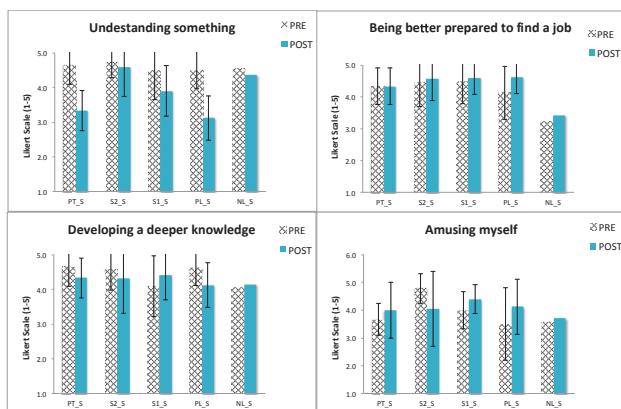 Undestanding something
PRE
POST
Likert Scale (1-5)
5.0
4.0
3.0
2.0
1.0
PT_S S2_S S1_S PL_S NL_S
Being better prepared to find a job
PRE
POST
Likert Scale (1-5)
5.0
4.0
3.0
2.0
1.0
PT_S S2_S S1_S PL_S NL_S
Developing a deeper knowledge
PRE
POST
Likert Scale (1-5)
5.0
4.0
3.0
2.0
1.0
PT_S S2_S S1_S PL_S NL_S
Amusing myself
PRE
POST
Likert Scale (1-5)
6.0
5.0
4.0
3.0
2.0
1.0
PT_S S2_S S1_S PL_S NL_S